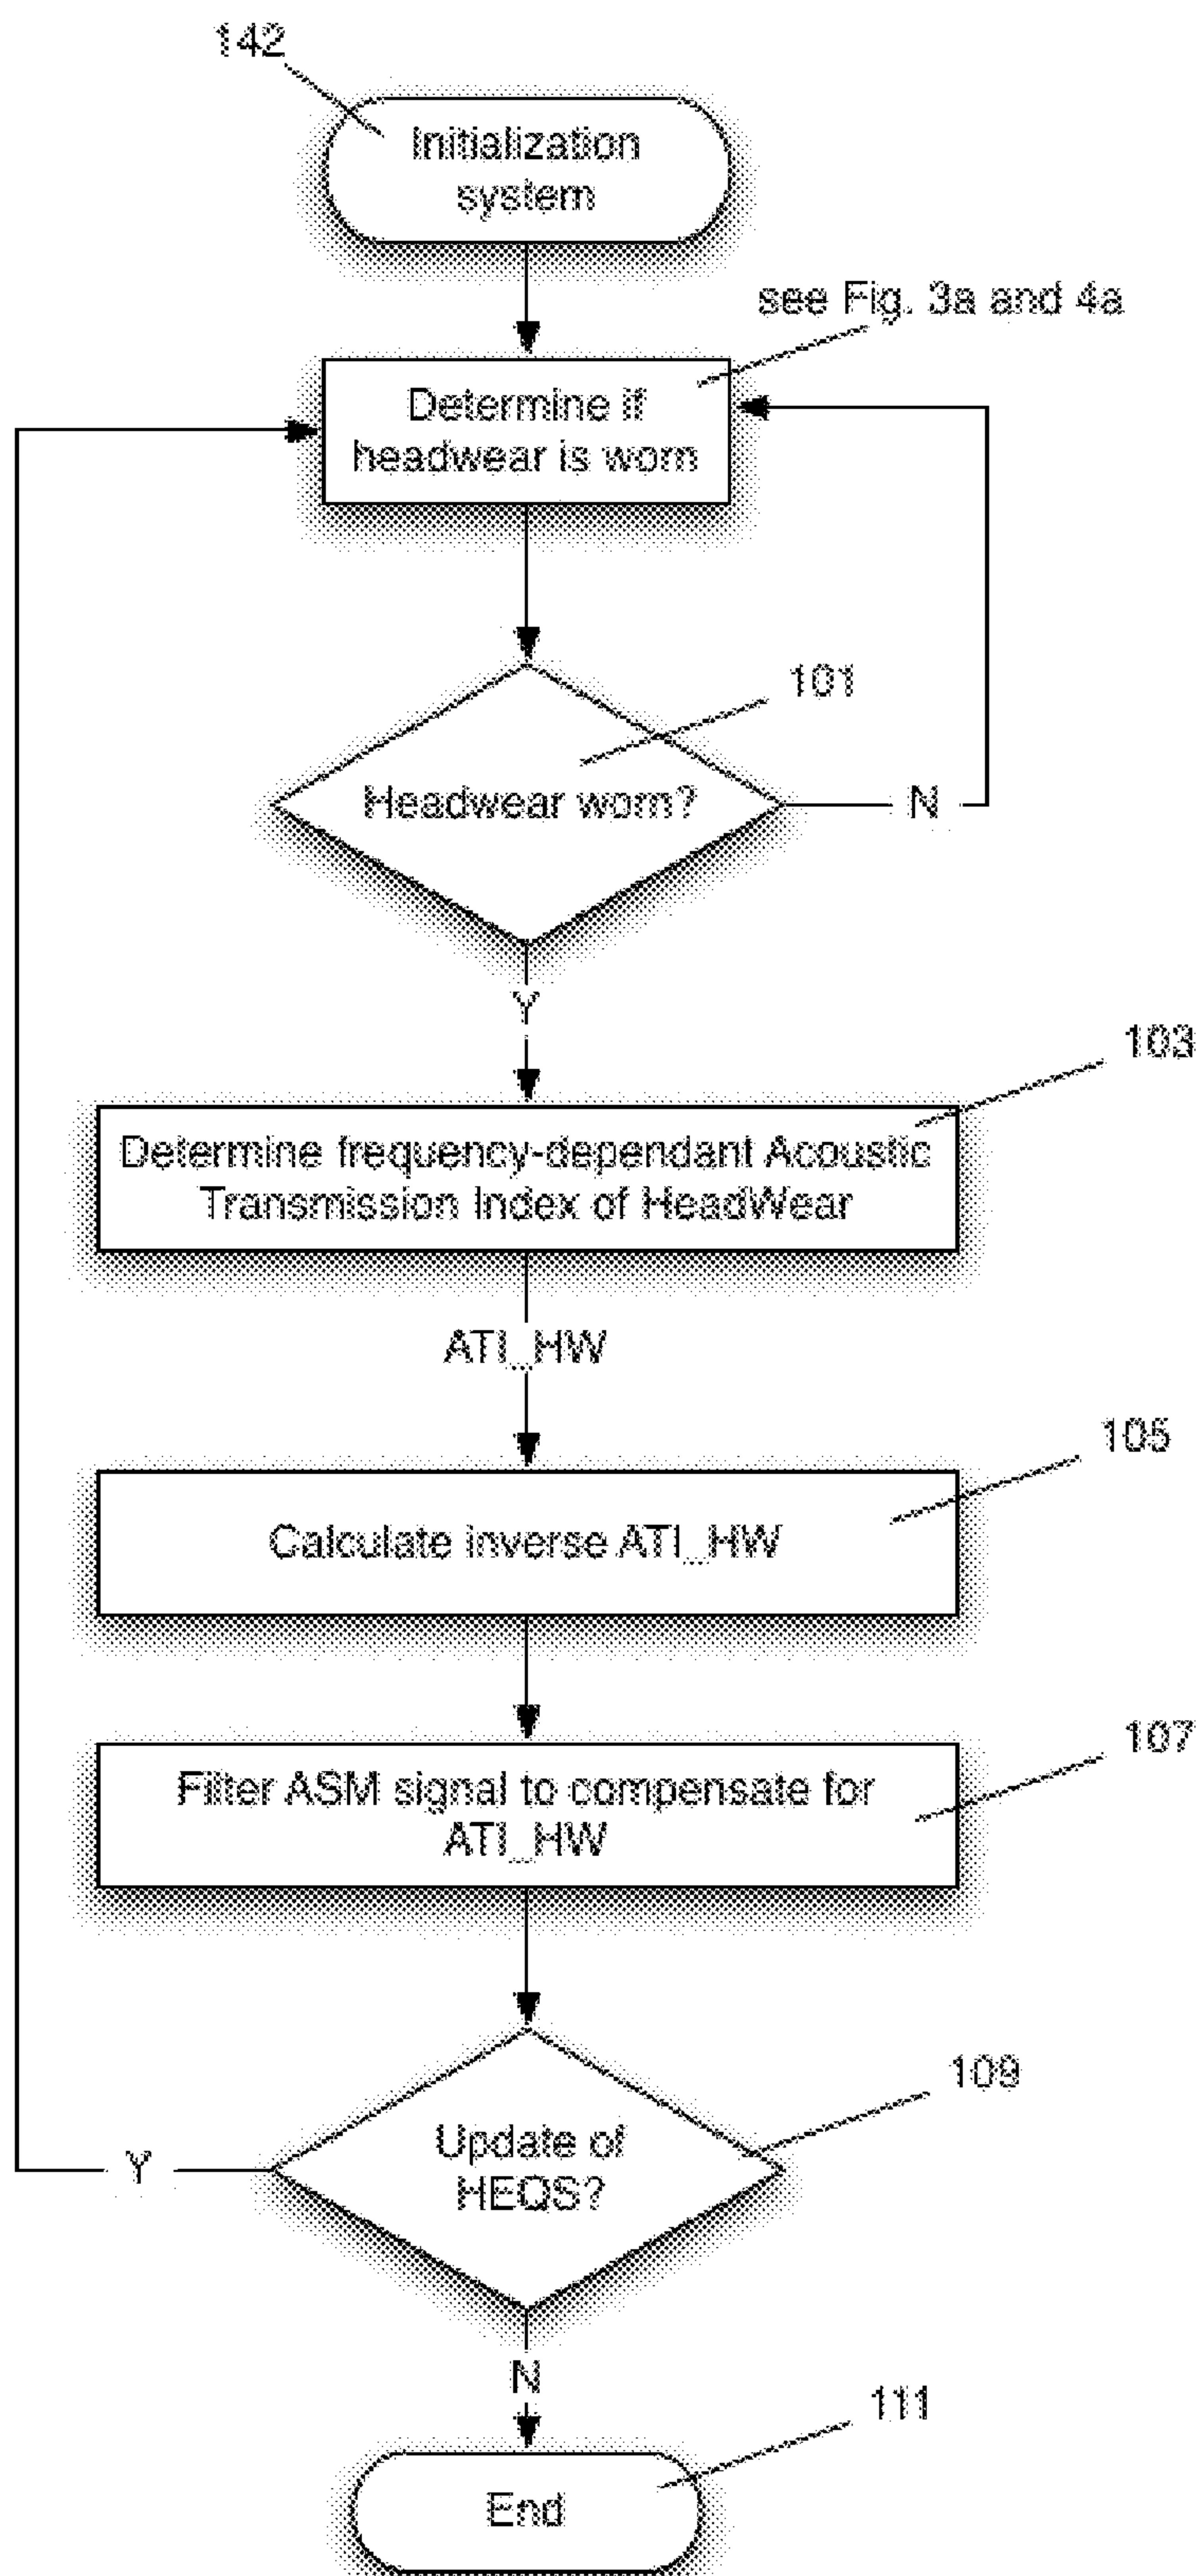 142
Initialization
system
see Fig. 3a and 4a
Determine if
headwear is worn
101
Headwear worn?
N
Y
103
Determine frequency-dependant Acoustic
Transmission Index of HeadWear
ATI_HW
105
Calculate inverse ATI_HW
107
Filter ASM signal to compensate for
ATI_HW
109
Update of
HEQS?
Y
N
111
End